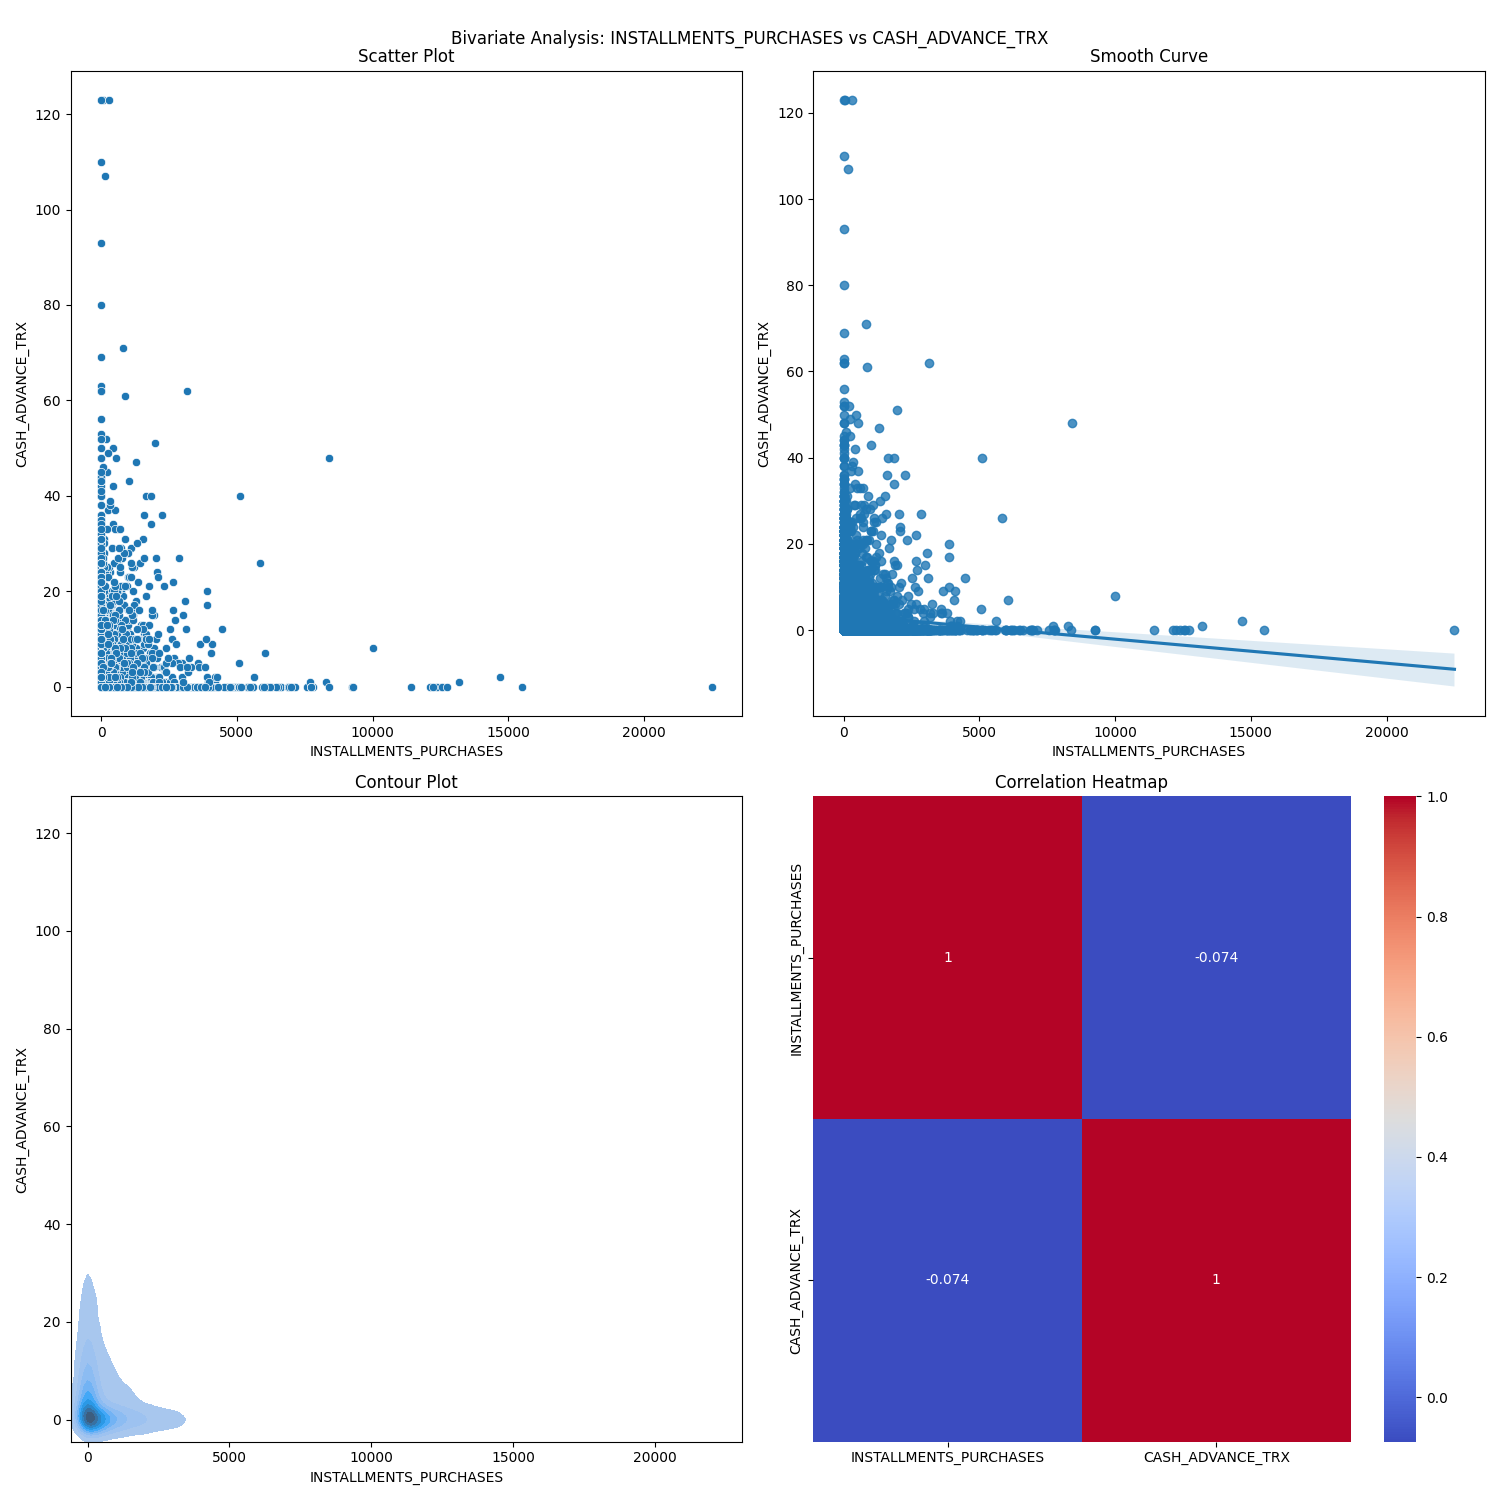 Bivariate Analysis: INSTALLMENTS_PURCHASES vs CASH_ADVANCE_TRX
Scatter Plot
120
100
80
60
40
20
0
CASH_ADVANCE_TRX
0 5000 10000 15000 20000
INSTALLMENTS_PURCHASES
Smooth Curve
120
100
80
60
40
20
0
CASH_ADVANCE_TRX
0 5000 10000 15000 20000
INSTALLMENTS_PURCHASES
Contour Plot
120
100
80
60
40
20
0
CASH_ADVANCE_TRX
0 5000 10000 15000 20000
INSTALLMENTS_PURCHASES
Correlation Heatmap
INSTALLMENTS_PURCHASES
CASH_ADVANCE_TRX
1 -0.074
-0.074 1
INSTALLMENTS_PURCHASES CASH_ADVANCE_TRX
1.0
0.8
0.6
0.4
0.2
0.0